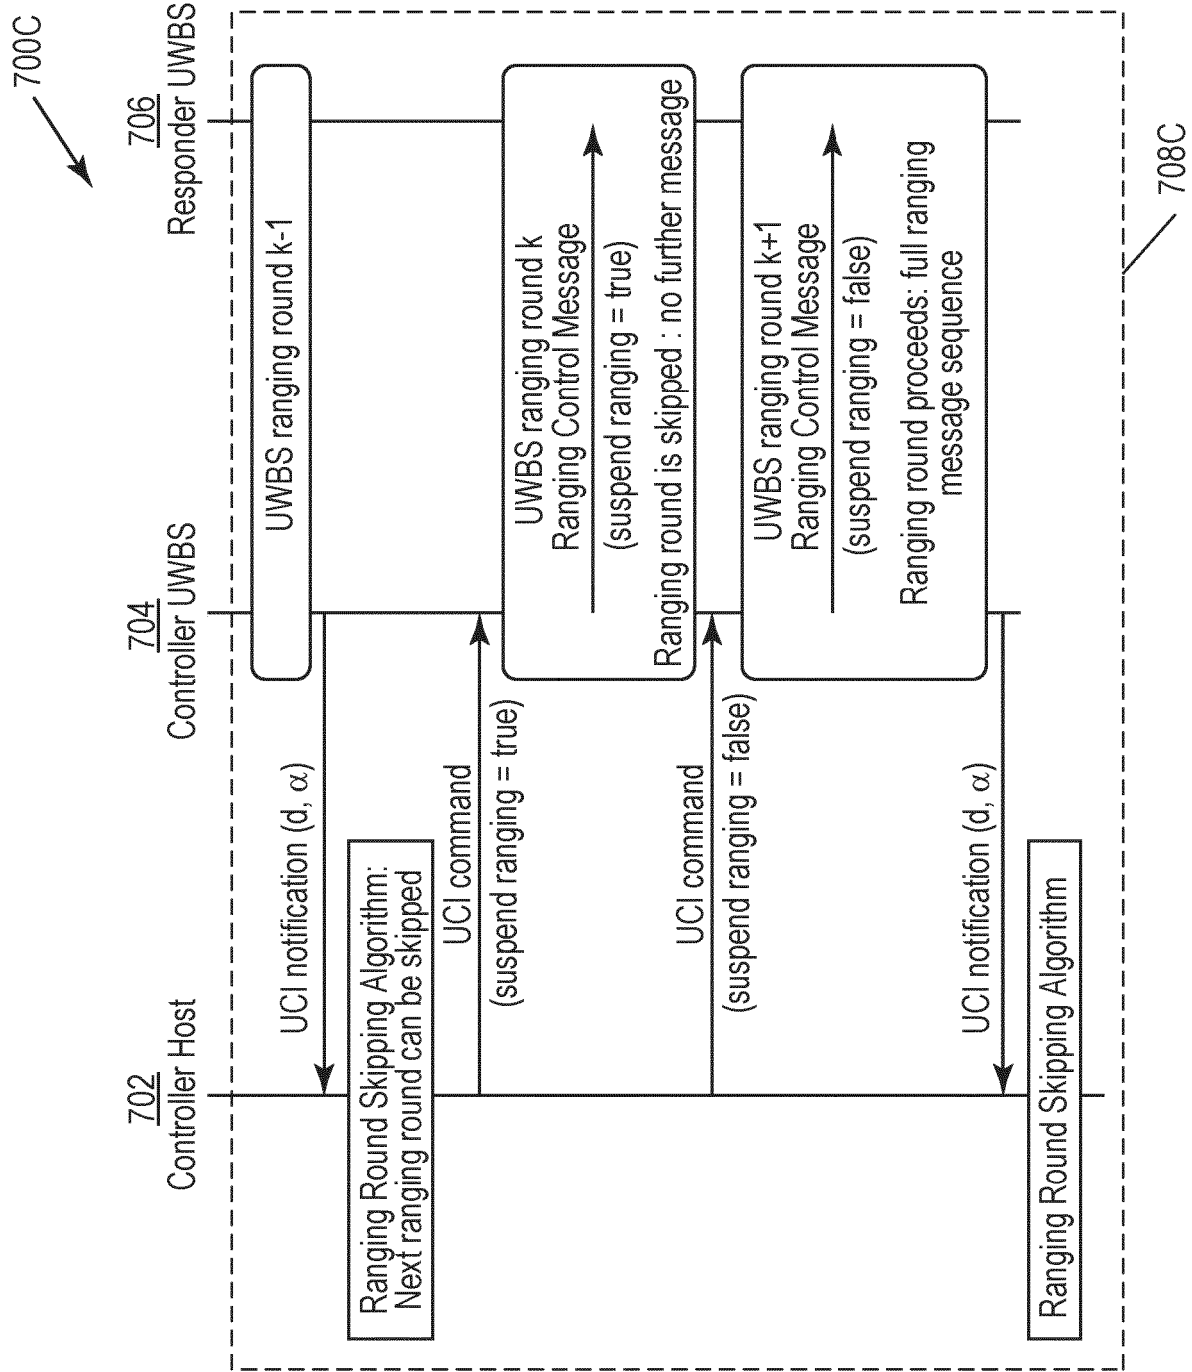 700C
702
Controller Host
704
Controller UWBS
706
Responder UWBS
UWBS ranging round k-1
UCI notification (d, α)
Ranging Round Skipping Algorithm:
Next ranging round can be skipped
UCI command
(suspend ranging = true)
UWBS ranging round k
Ranging Control Message
(suspend ranging = true)
Ranging round is skipped : no further message
UCI command
(suspend ranging = false)
UWBS ranging round k+1
Ranging Control Message
(suspend ranging = false)
Ranging round proceeds: full ranging
message sequence
UCI notification (d, α)
Ranging Round Skipping Algorithm
708C